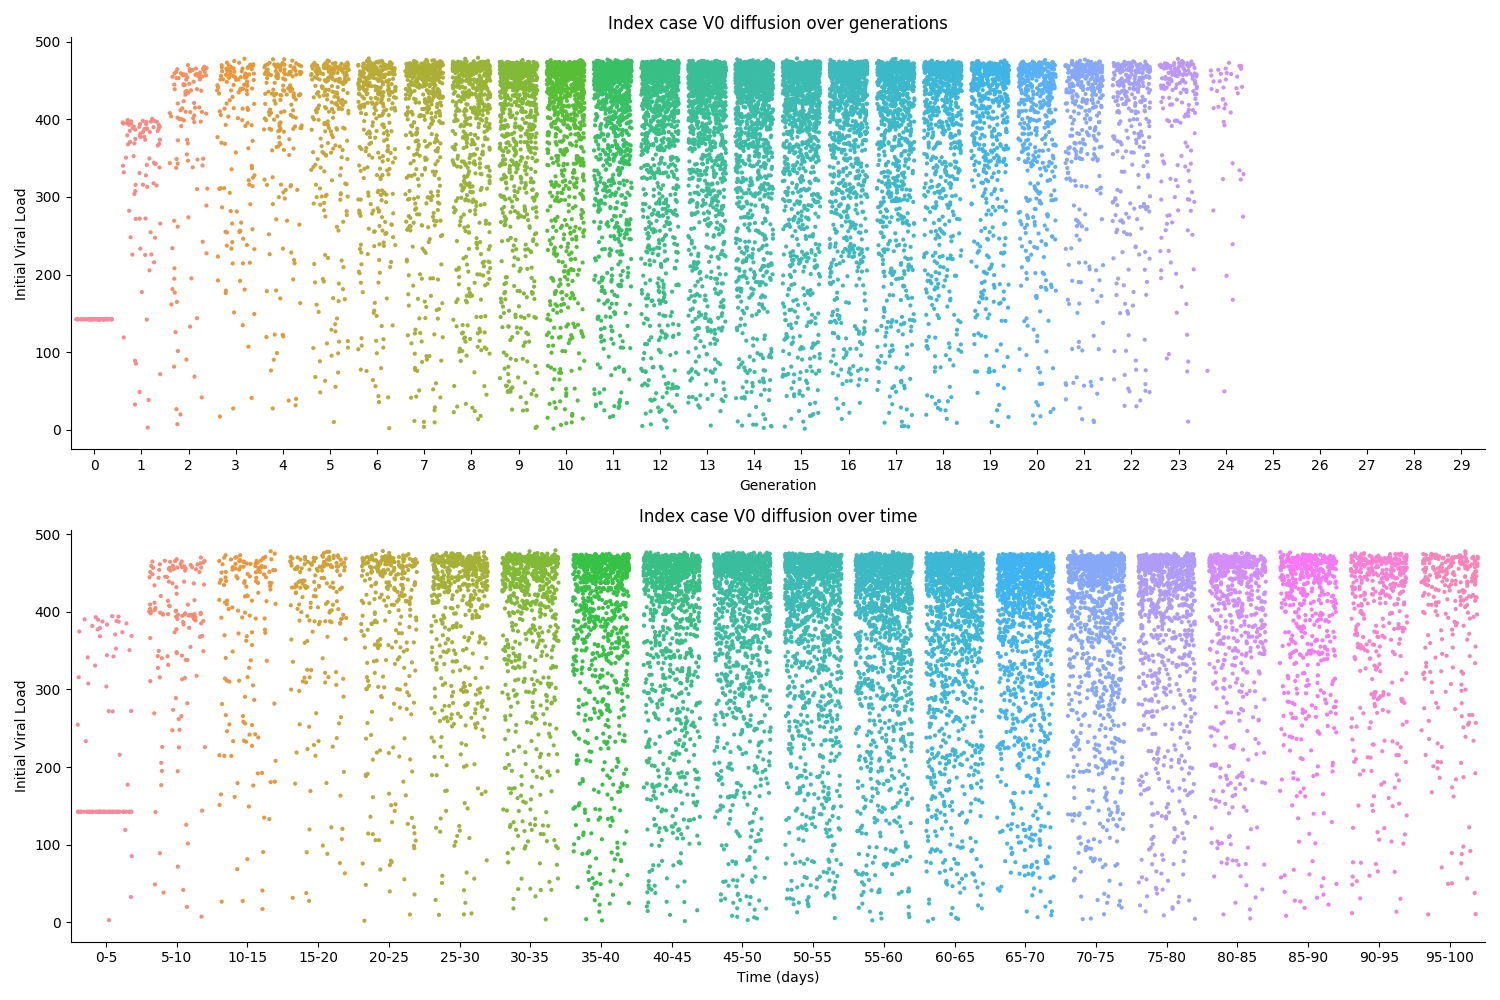 Index case V0 diffusion over generations
500
400
300
200
100
0
Initial Viral Load
0 1 2 3 4 5 6 7 8 9 10 11 12 13 14 15 16 17 18 19 20 21 22 23 24 25 26 27 28 29
Generation
Index case V0 diffusion over time
500
400
300
200
100
0
Initial Viral Load
0-5 5-10 10-15 15-20 20-25 25-30 30-35 35-40 40-45 45-50 50-55 55-60 60-65 65-70 70-75 75-80 80-85 85-90 90-95 95-100
Time (days)